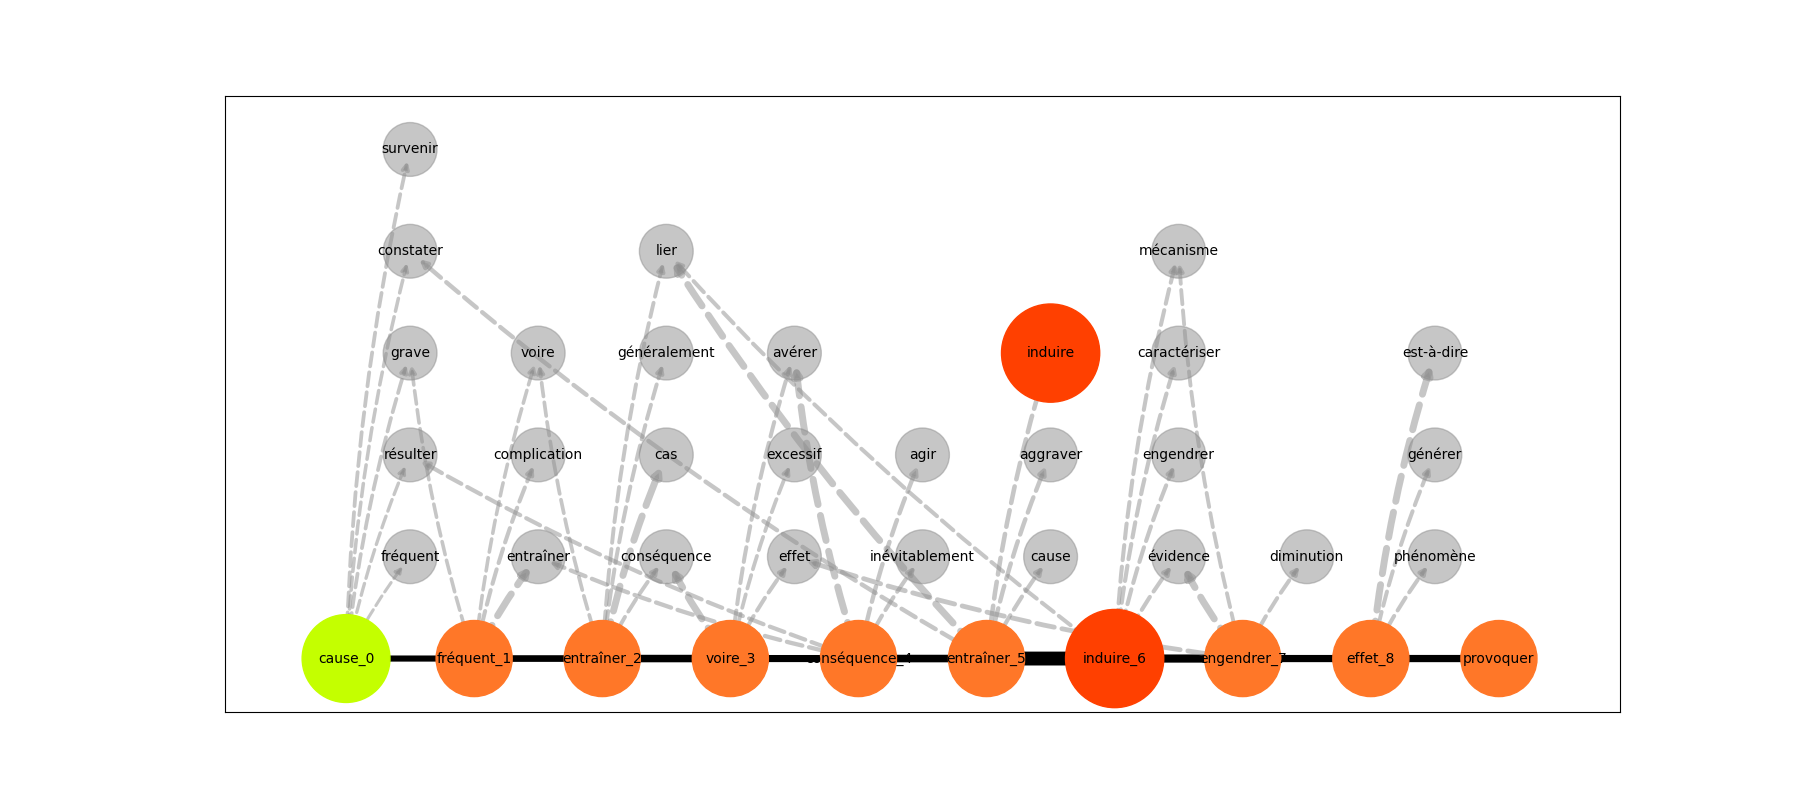 survenir
constater
lier
mécanisme
grave
voire
généralement
avérer
induire
caractériser
est-à-dire
résulter
complication
cas
excessif
agir
aggraver
engendrer
générer
fréquent
entraîner
conséquence
effet
inévitablement
cause
évidence
diminution
phénomène
cause_0
fréquent_1
entraîner_2
voire_3
conséquence_4
entraîner_5
induire_6
engendrer_7
effet_8
provoquer